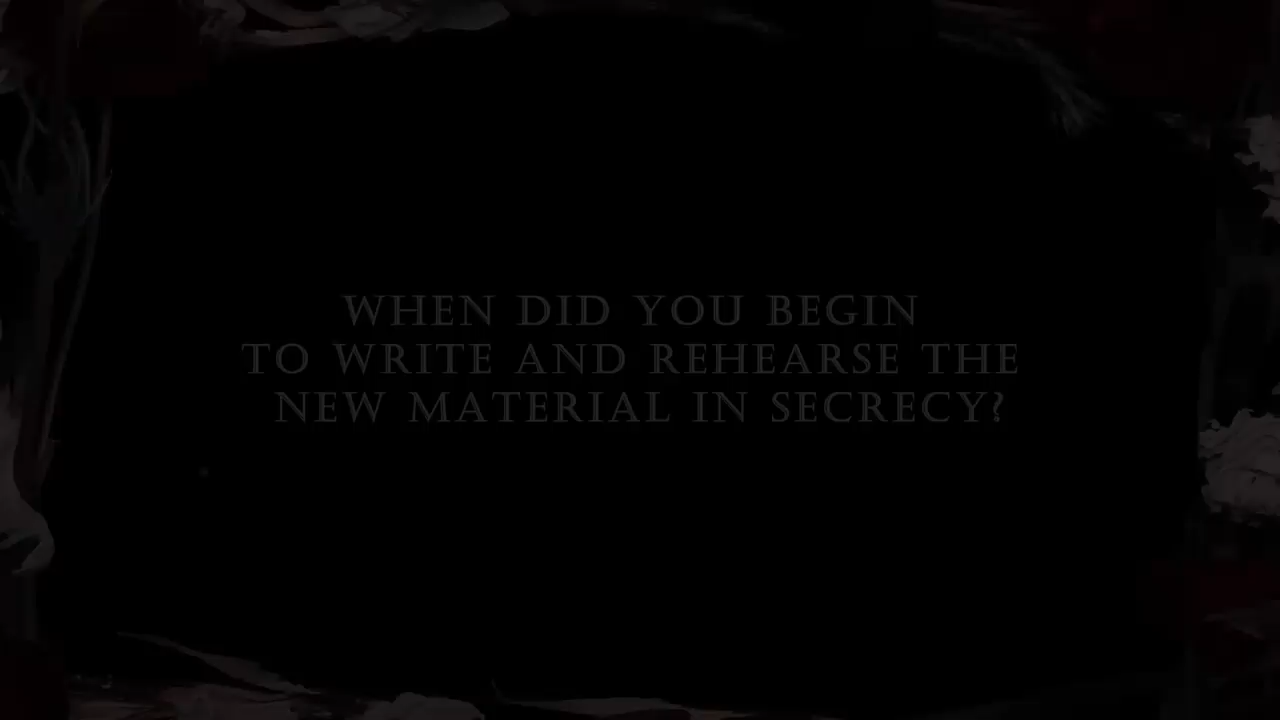 WHEN DID YOU BEGIN
TO WRITE AND REHEARSE THE
NEW MATERIAL IN SECRECY?